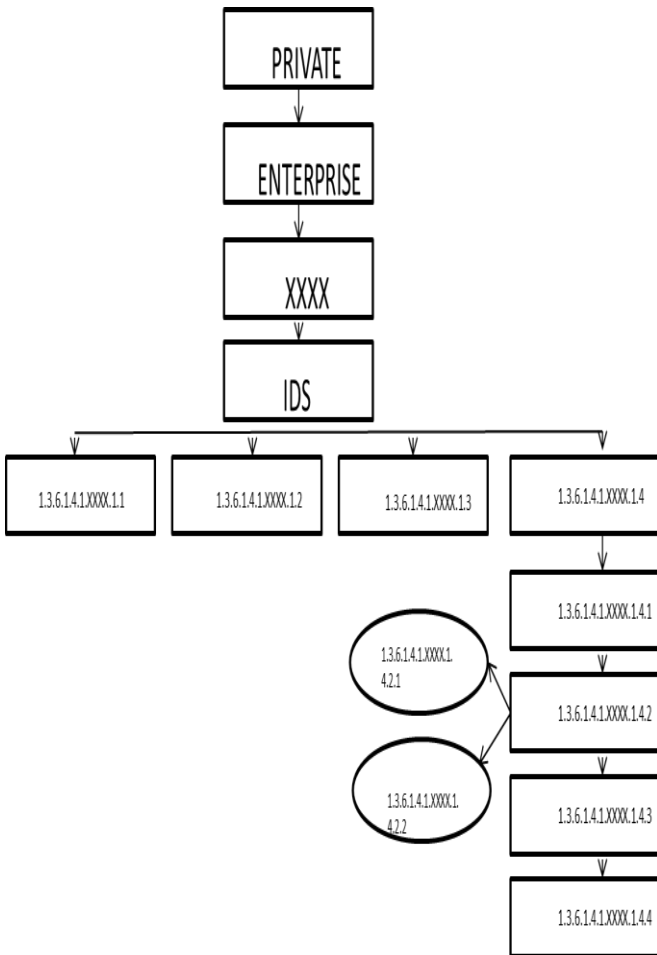 PRIVATE
ENTERPRISE
XXXX
IDS
1.3.6.1.4.1.XXXX.1.1
1.3.6.1.4.1.XXXX.1.2
1.3.6.1.4.1.XXXX.1.3
1.3.6.1.4.1.XXXX.1.4
1.3.6.1.4.1.XXXX.1.4.1
1.3.6.1.4.1.XXXX.1.
4.2.1
1.3.6.1.4.1.XXXX.1.4.2
1.3.6.1.4.1.XXXX.1.
4.2.2
1.3.6.1.4.1.XXXX.1.4.3
1.3.6.1.4.1.XXXX.1.4.4